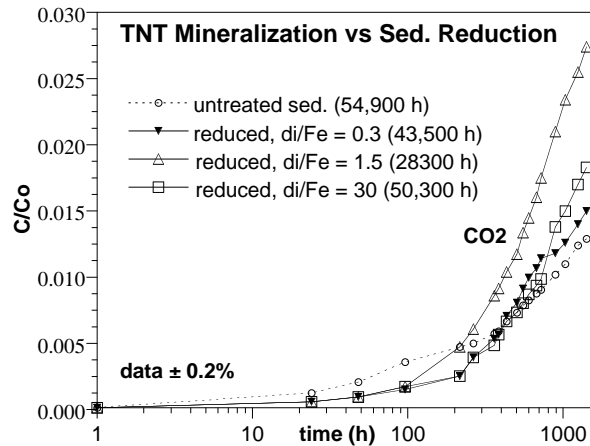 TNT Mineralization vs Sed. Reduction
0.030
0.025
0.020
0.015
0.010
0.005
0.000
C/Co
untreated sed. (54,900 h)
reduced, di/Fe = 0.3 (43,500 h)
reduced, di/Fe = 1.5 (28300 h)
reduced, di/Fe = 30 (50,300 h)
CO2
data ± 0.2%
1 10 100 1000
time (h)